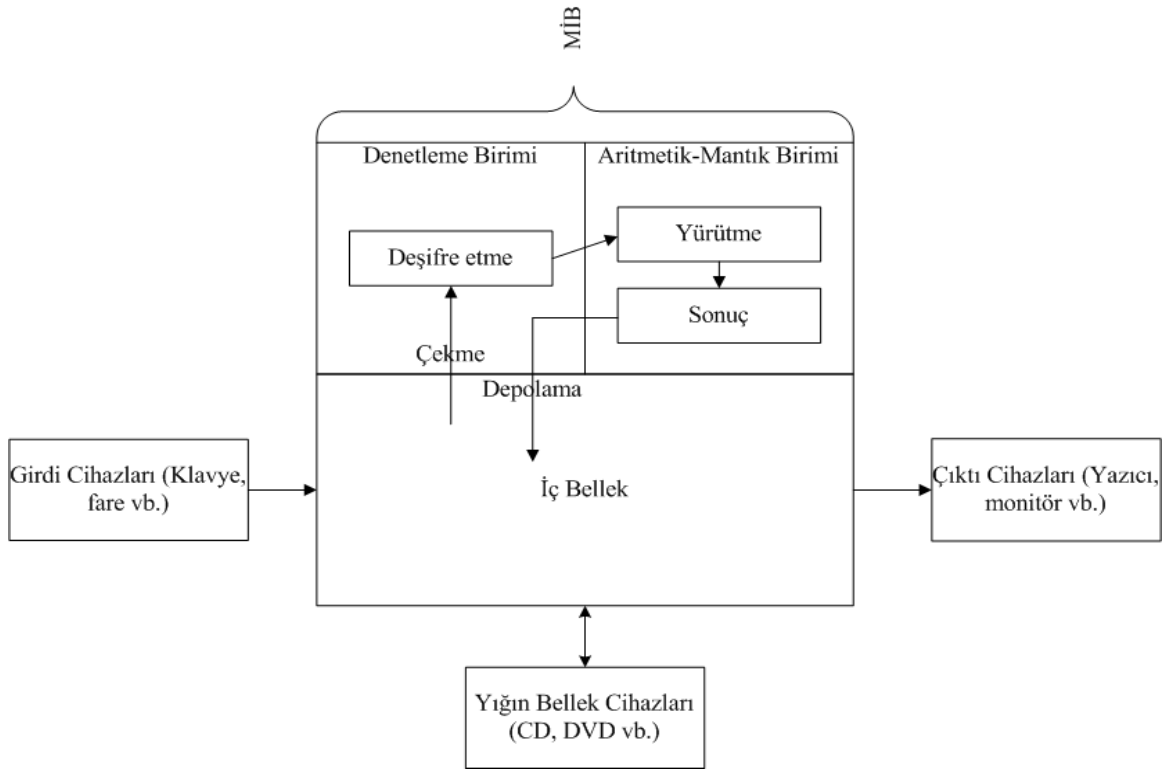 MİB
Denetleme Birimi
Aritmetik-Mantık Birimi
Deşifre etme
Yürütme
Sonuç
Çekme
Depolama
Girdi Cihazları (Klavye,
fare vb.)
İç Bellek
Çıktı Cihazları (Yazıcı,
monitör vb.)
Yığın Bellek Cihazları
(CD, DVD vb.)